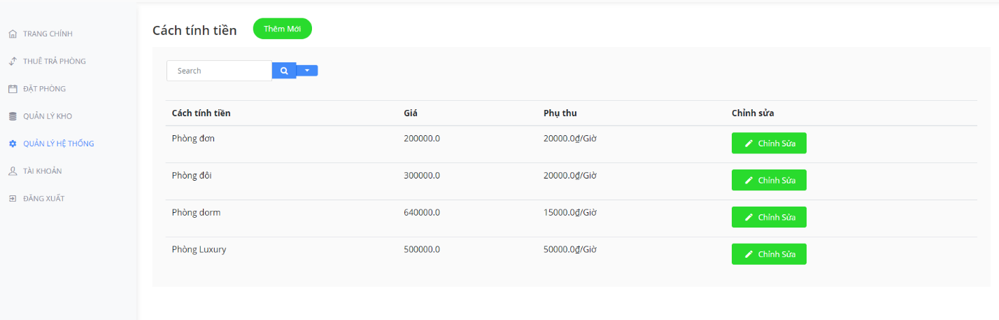 TRANG CHÍNH
THUÊ TRẢ PHÒNG
ĐẶT PHÒNG
QUẢN LÝ KHO
QUẢN LÝ HỆ THỐNG
TÀI KHOẢN
ĐĂNG XUẤT
Cách tính tiền Thêm Mới
Search
Cách tính tiền Giá Phụ thu Chỉnh sửa
Phòng đơn 200000.0 20000.0₫/Giờ Chỉnh Sửa
Phòng đôi 300000.0 20000.0₫/Giờ Chỉnh Sửa
Phòng dorm 640000.0 15000.0₫/Giờ Chỉnh Sửa
Phòng Luxury 500000.0 50000.0₫/Giờ Chỉnh Sửa